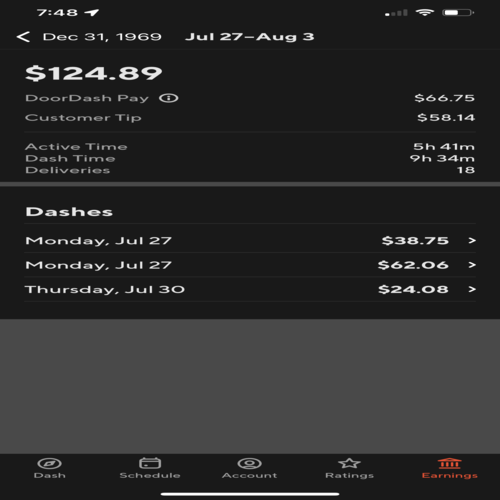 7:48
Dec 31, 1969 Jul 27–Aug 3
$124.89
DoorDash Pay $66.75
Customer Tip $58.14
Active Time 5h 41m
Dash Time 9h 34m
Deliveries 18
Dashes
Monday, Jul 27 $38.75 >
Monday, Jul 27 $62.06 >
Thursday, Jul 30 $24.08 >
Dash Schedule Account Ratings Earnings